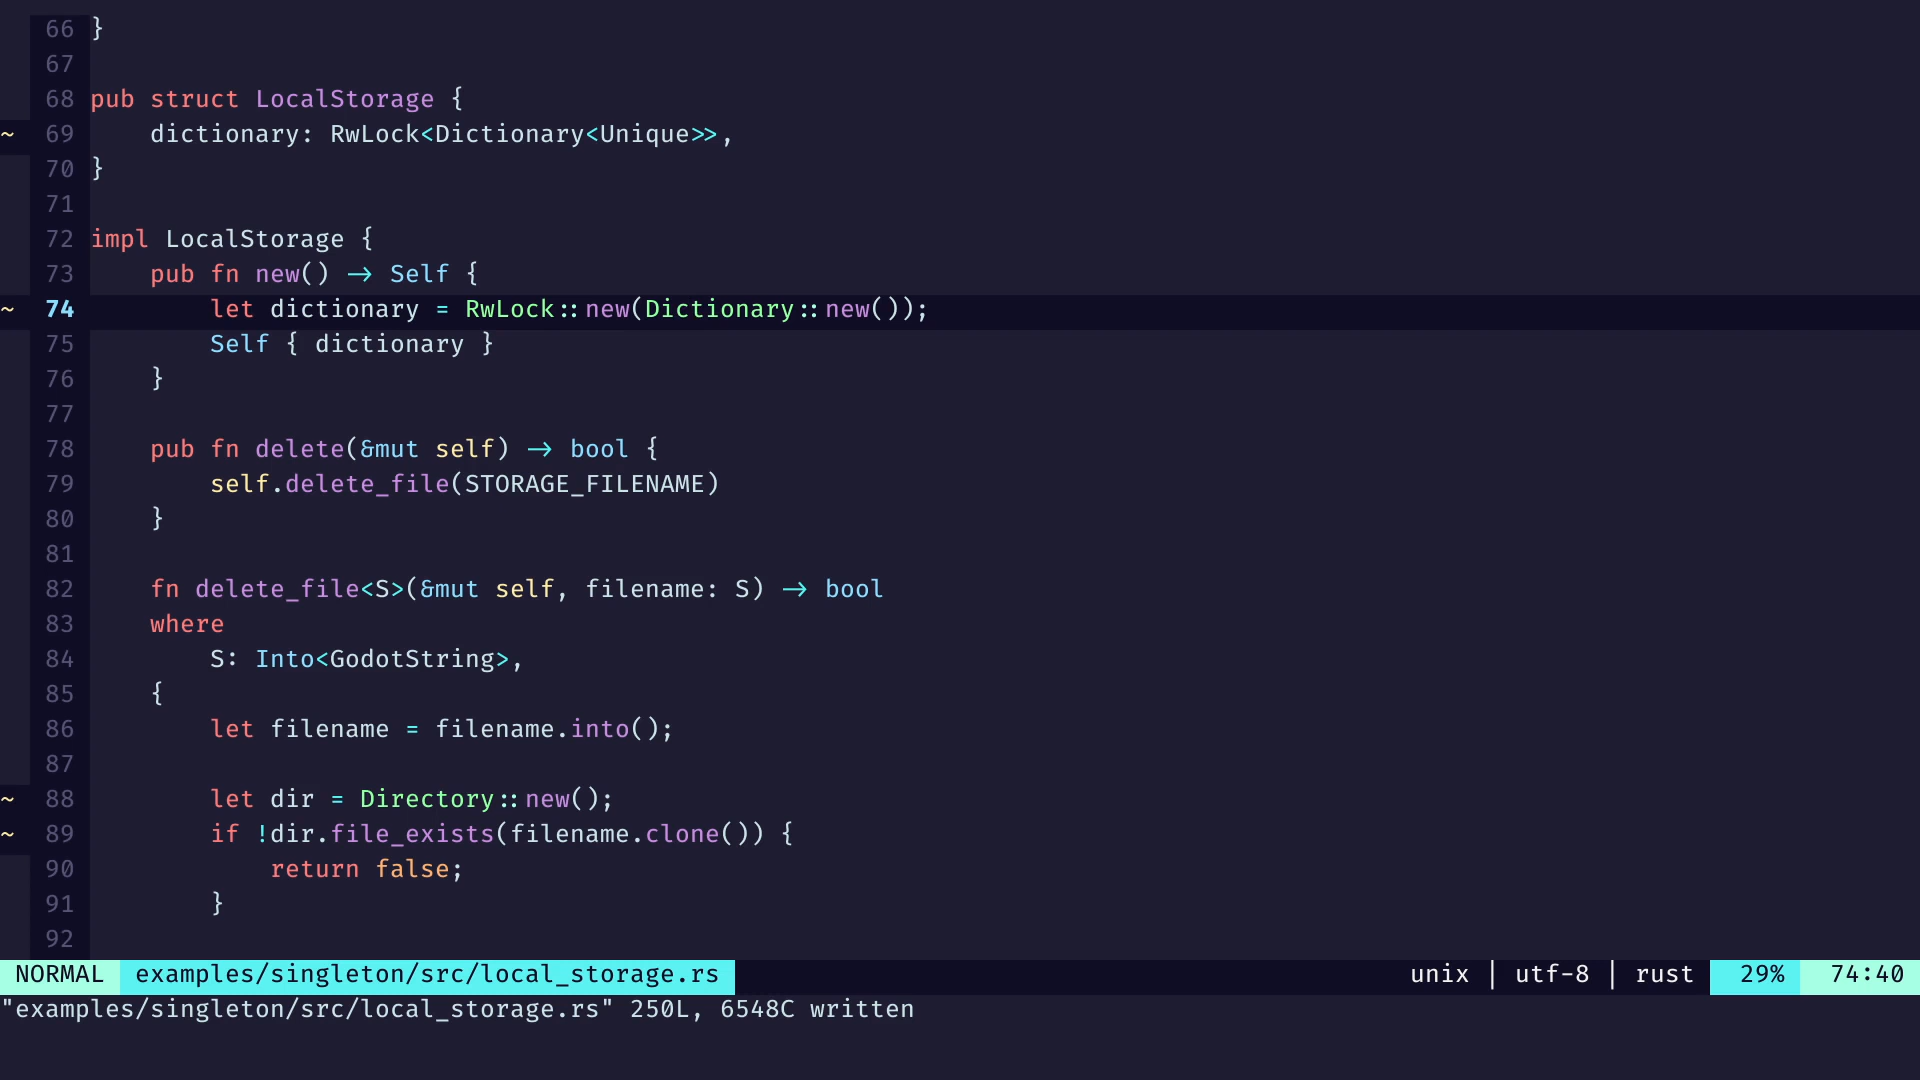 66 }
67
68 pub struct LocalStorage {
~ 69     dictionary: RwLock<Dictionary<Unique>>,
70 }
71
72 impl LocalStorage {
73     pub fn new() -> Self {
~ 74         let dictionary = RwLock::new(Dictionary::new());
75         Self { dictionary }
76     }
77
78     pub fn delete(&mut self) -> bool {
79         self.delete_file(STORAGE_FILENAME)
80     }
81
82     fn delete_file<S>(&mut self, filename: S) -> bool
83     where
84         S: Into<GodotString>,
85     {
86         let filename = filename.into();
87
~ 88         let dir = Directory::new();
~ 89         if !dir.file_exists(filename.clone()) {
90             return false;
91         }
92
NORMAL examples/singleton/src/local_storage.rs unix | utf-8 | rust 29% 74:40
"examples/singleton/src/local_storage.rs" 250L, 6548C written